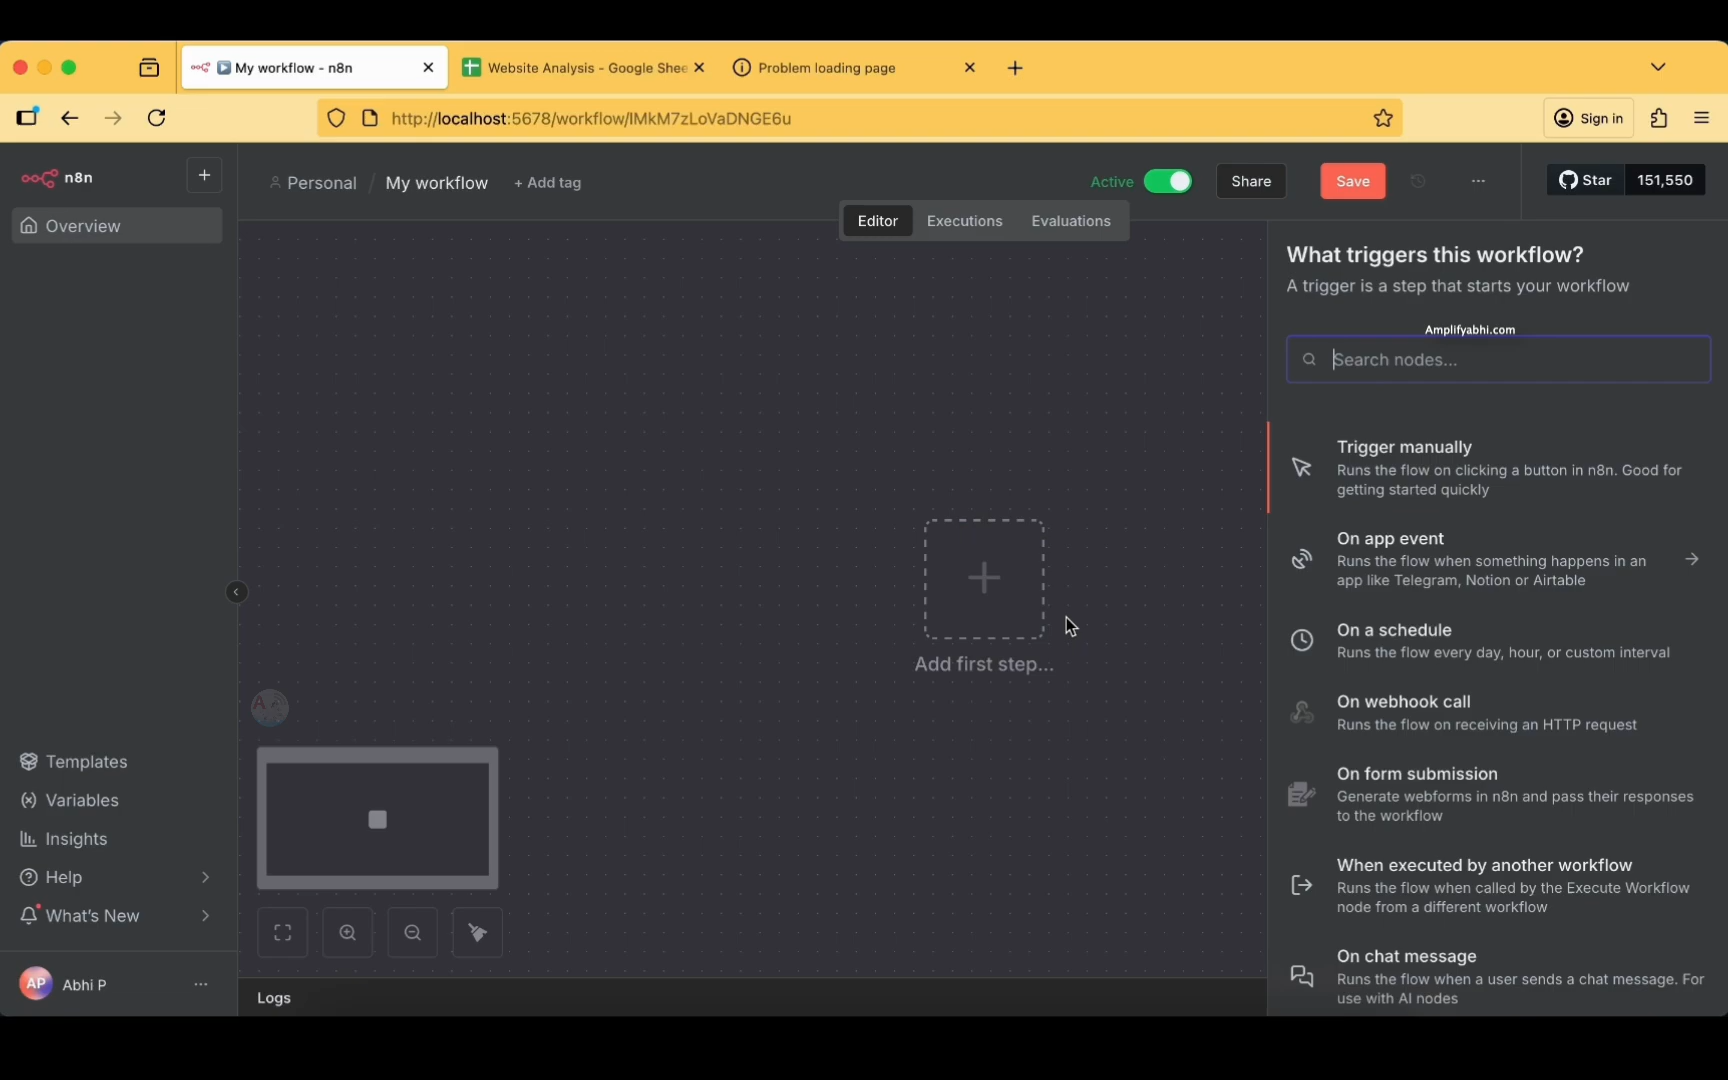 My workflow - n8n
Website Analysis - Google Shee
Problem loading page
http://localhost:5678/workflow/IMkM7zLoVaDNGE6u
Sign in
n8n
Personal / My workflow + Add tag
Active
Share
Save
Star 151,550
Overview
Editor Executions Evaluations
What triggers this workflow?
A trigger is a step that starts your workflow
Amplifyabhi.com
Search nodes...
Trigger manually
Runs the flow on clicking a button in n8n. Good for
getting started quickly
On app event
Runs the flow when something happens in an
app like Telegram, Notion or Airtable
On a schedule
Runs the flow every day, hour, or custom interval
On webhook call
Runs the flow on receiving an HTTP request
On form submission
Generate webforms in n8n and pass their responses
to the workflow
When executed by another workflow
Runs the flow when called by the Execute Workflow
node from a different workflow
On chat message
Runs the flow when a user sends a chat message. For
use with AI nodes
Add first step...
Templates
Variables
Insights
Help
What's New
AP Abhi P
Logs